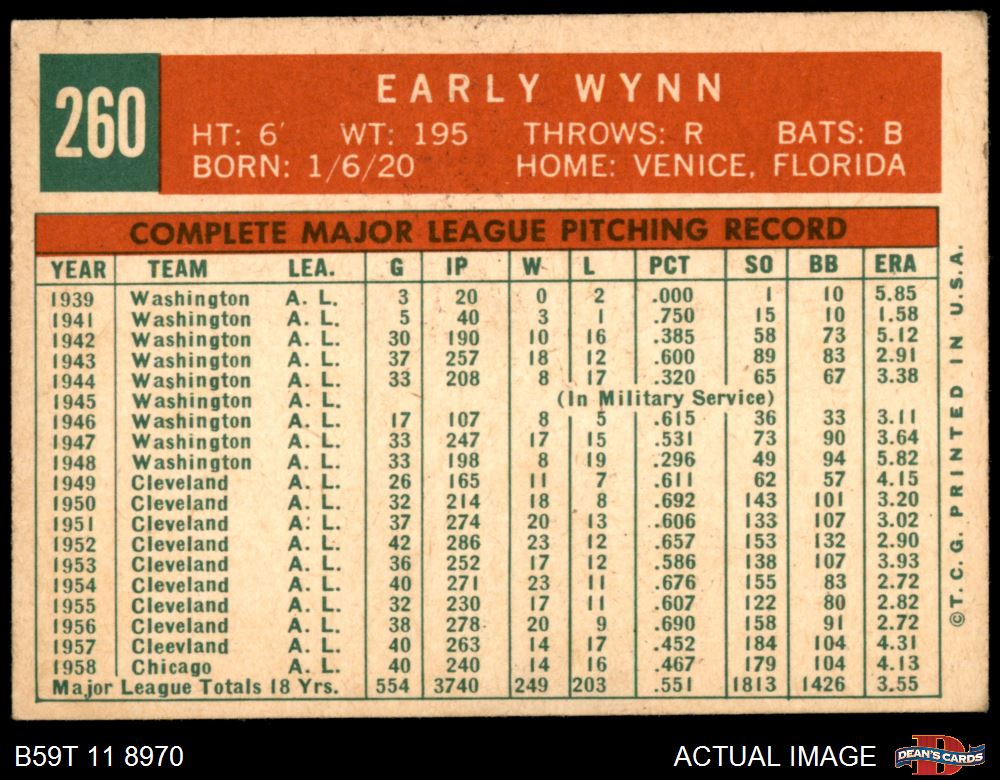 260
EARLY WYNN
HT: 6' WT: 195 THROWS: R BATS: B
BORN: 1/6/20 HOME: VENICE, FLORIDA
COMPLETE MAJOR LEAGUE PITCHING RECORD
YEAR TEAM LEA. G IP W L PCT SO BB ERA
1939 Washington A. L. 3 20 0 2 .000 1 10 5.85
1941 Washington A. L. 5 40 3 1 .750 15 10 1.58
1942 Washington A. L. 30 190 10 16 .385 58 73 5.12
1943 Washington A. L. 37 257 18 12 .600 89 83 2.91
1944 Washington A. L. 33 208 8 17 .320 65 67 3.38
1945 Washington A. L. (In Military Service)
1946 Washington A. L. 17 107 8 5 .615 36 33 3.11
1947 Washington A. L. 33 247 17 15 .531 73 90 3.64
1948 Washington A. L. 33 198 8 19 .296 49 94 5.82
1949 Cleveland A. L. 26 165 11 7 .611 62 57 4.15
1950 Cleveland A. L. 32 214 18 8 .692 143 101 3.20
1951 Cleveland A. L. 37 274 20 13 .606 133 107 3.02
1952 Cleveland A. L. 42 286 23 12 .657 153 132 2.90
1953 Cleveland A. L. 36 252 17 12 .586 138 107 3.93
1954 Cleveland A. L. 40 271 23 11 .676 155 83 2.72
1955 Cleveland A. L. 32 230 17 11 .607 122 80 2.82
1956 Cleveland A. L. 38 278 20 9 .690 158 91 2.72
1957 Cleevland A. L. 40 263 14 17 .452 184 104 4.31
1958 Chicago A. L. 40 240 14 16 .467 179 104 4.13
Major League Totals 18 Yrs. 554 3740 249 203 .551 1813 1426 3.55
© T. C. G. PRINTED IN U.S.A.
B59T 11 8970
ACTUAL IMAGE
D
DEAN'S CARDS